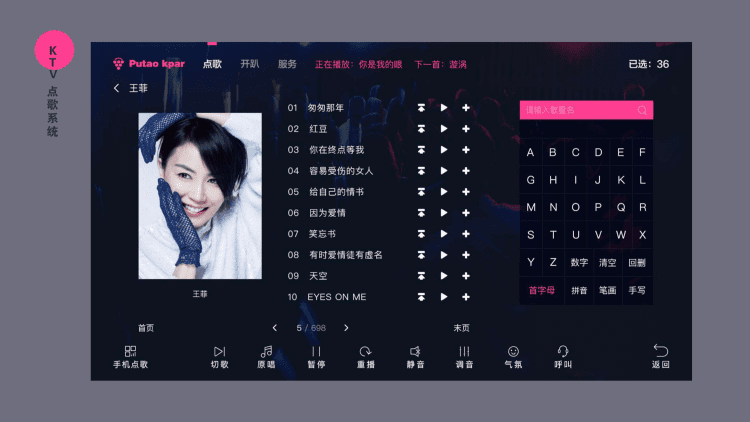 KTV点歌系统
Putao kpar 点歌 开趴 服务 正在播放：你是我的眼 下一首：漩涡 已选：36
王菲
01 匆匆那年
02 红豆
03 你在终点等我
04 容易受伤的女人
05 给自己的情书
06 因为爱情
07 笑忘书
08 有时爱情徒有虚名
09 天空
10 EYES ON ME
王菲
请输入歌星名
A B C D E F
G H I J K L
M N O P Q R
S T U V W X
Y Z 数字 清空 回删
首字母 拼音 笔画 手写
首页 5 / 698 末页
手机点歌 切歌 原唱 暂停 重播 静音 调音 气氛 呼叫 返回